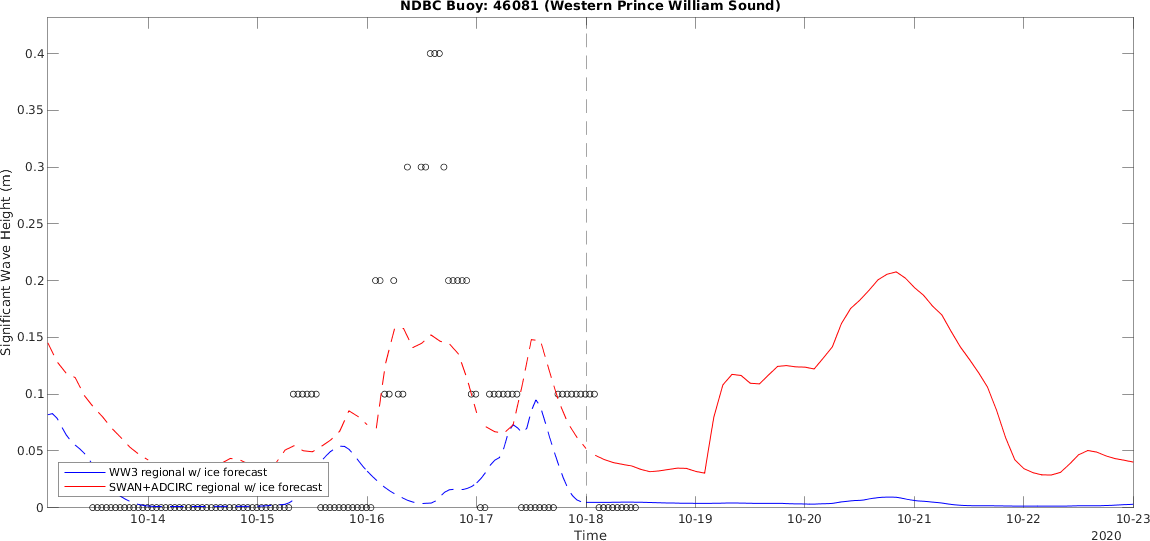 NDBC Buoy: 46081 (Western Prince William Sound)
Significant Wave Height (m)
0.4
0.35
0.3
0.25
0.2
0.15
0.1
0.05
0
WW3 regional w/ ice forecast
SWAN+ADCIRC regional w/ ice forecast
10-14 10-15 10-16 10-17 10-18 10-19 10-20 10-21 10-22 10-23
Time
2020